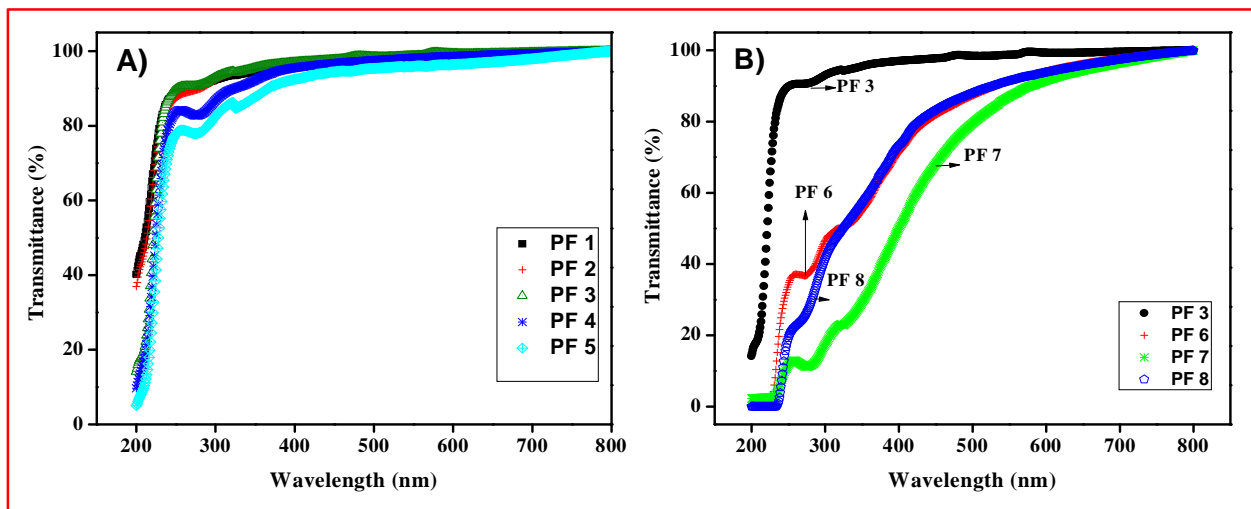 A)
100
80
60
40
20
0
Transmittance (%)
200 300 400 500 600 700 800
Wavelength (nm)
PF 1
PF 2
PF 3
PF 4
PF 5
B)
100
80
60
40
20
0
Transmittance (%)
200 300 400 500 600 700 800
Wavelength (nm)
PF 3
PF 7
PF 6
PF 8
PF 3
PF 6
PF 7
PF 8